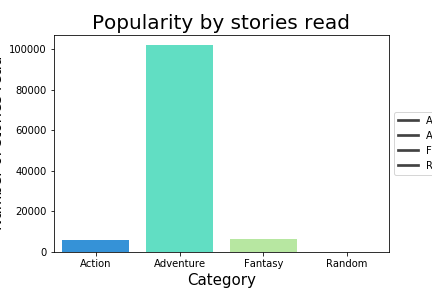 Popularity by stories read
100000
80000
60000
40000
20000
0
Action
Adventure
Fantasy
Random
Category
A
A
F
R